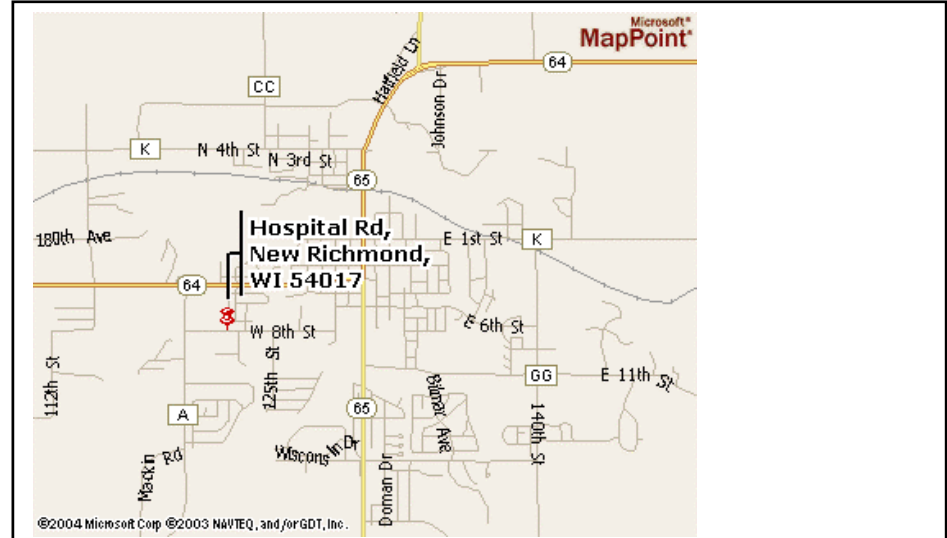 Microsoft®
MapPoint®
Hatfield Ln
64
CC
Johnson Dr
K
N 4th St
N 3rd St
65
180th Ave
Hospital Rd,
New Richmond,
WI 54017
E 1st St
K
64
W 8th St
E 6th St
112th St
125th St
GG
E 11th St
A
65
Bilmar Ave
140th St
Mackin Rd
Wisconsin Dr
Doman Dr
©2004 Microsoft Corp ©2003 NAVTEQ, and/or GDT, Inc.